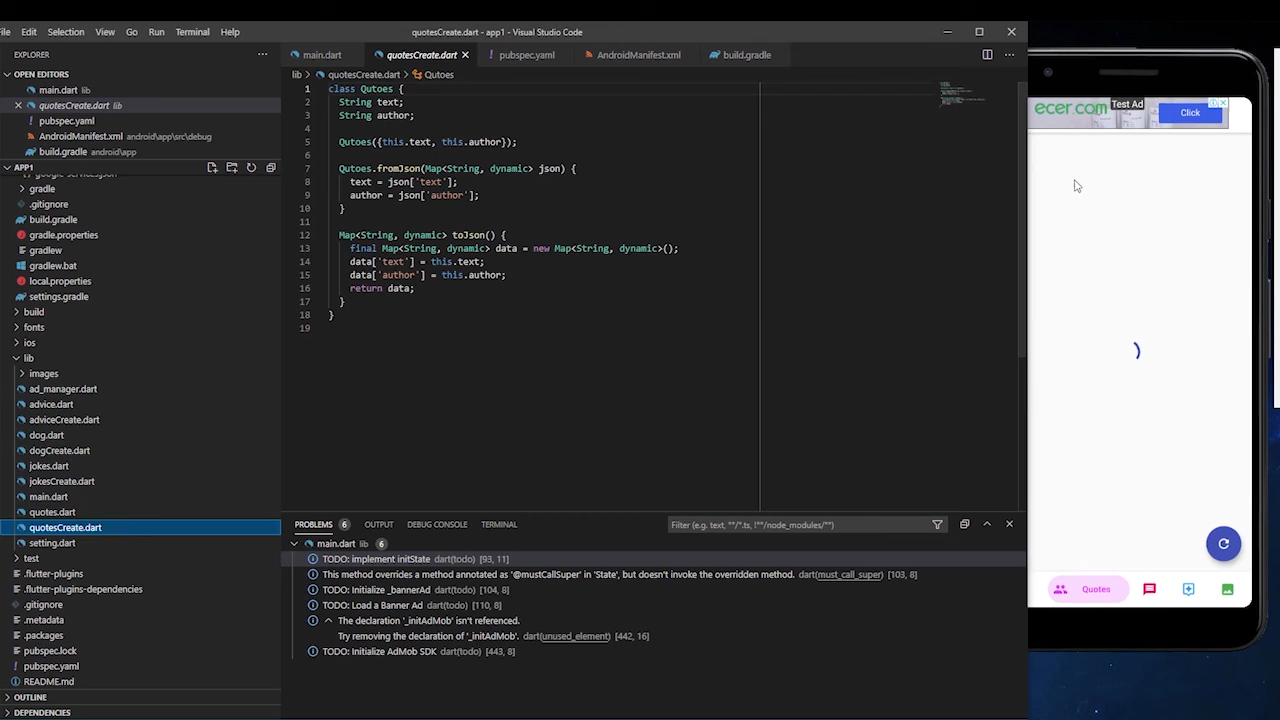 File Edit Selection View Go Run Terminal Help
quotesCreate.dart - app1 - Visual Studio Code
EXPLORER
OPEN EDITORS
main.dart lib
quotesCreate.dart lib
pubspec.yaml
AndroidManifest.xml android\app\src\debug
build.gradle android\app
APP1
google-services.json
gradle
.gitignore
build.gradle
gradle.properties
gradlew
gradlew.bat
local.properties
settings.gradle
build
fonts
ios
lib
images
ad_manager.dart
advice.dart
adviceCreate.dart
dog.dart
dogCreate.dart
jokes.dart
jokesCreate.dart
main.dart
quotes.dart
quotesCreate.dart
setting.dart
test
.flutter-plugins
.flutter-plugins-dependencies
.gitignore
.metadata
.packages
pubspec.lock
pubspec.yaml
README.md
OUTLINE
DEPENDENCIES
main.dart quotesCreate.dart pubspec.yaml AndroidManifest.xml build.gradle
lib quotesCreate.dart Qutoes
1 class Qutoes {
2 String text;
3 String author;
4
5 Qutoes({this.text, this.author});
6
7 Qutoes.fromJson(Map<String, dynamic> json) {
8 text = json['text'];
9 author = json['author'];
10 }
11
12 Map<String, dynamic> toJson() {
13 final Map<String, dynamic> data = new Map<String, dynamic>();
14 data['text'] = this.text;
15 data['author'] = this.author;
16 return data;
17 }
18 }
19
PROBLEMS 6 OUTPUT DEBUG CONSOLE TERMINAL
Filter (e.g. text, **/*.ts, !**/node_modules/**)
main.dart lib 6
TODO: implement initState dart(todo) [93, 11]
This method overrides a method annotated as '@mustCallSuper' in 'State', but doesn't invoke the overridden method. dart(must_call_super) [103, 8]
TODO: Initialize _bannerAd dart(todo) [104, 8]
TODO: Load a Banner Ad dart(todo) [110, 8]
The declaration '_initAdMob' isn't referenced.
Try removing the declaration of '_initAdMob'. dart(unused_element) [442, 16]
TODO: Initialize AdMob SDK dart(todo) [443, 8]
ecer.com
Test Ad
Click
Quotes